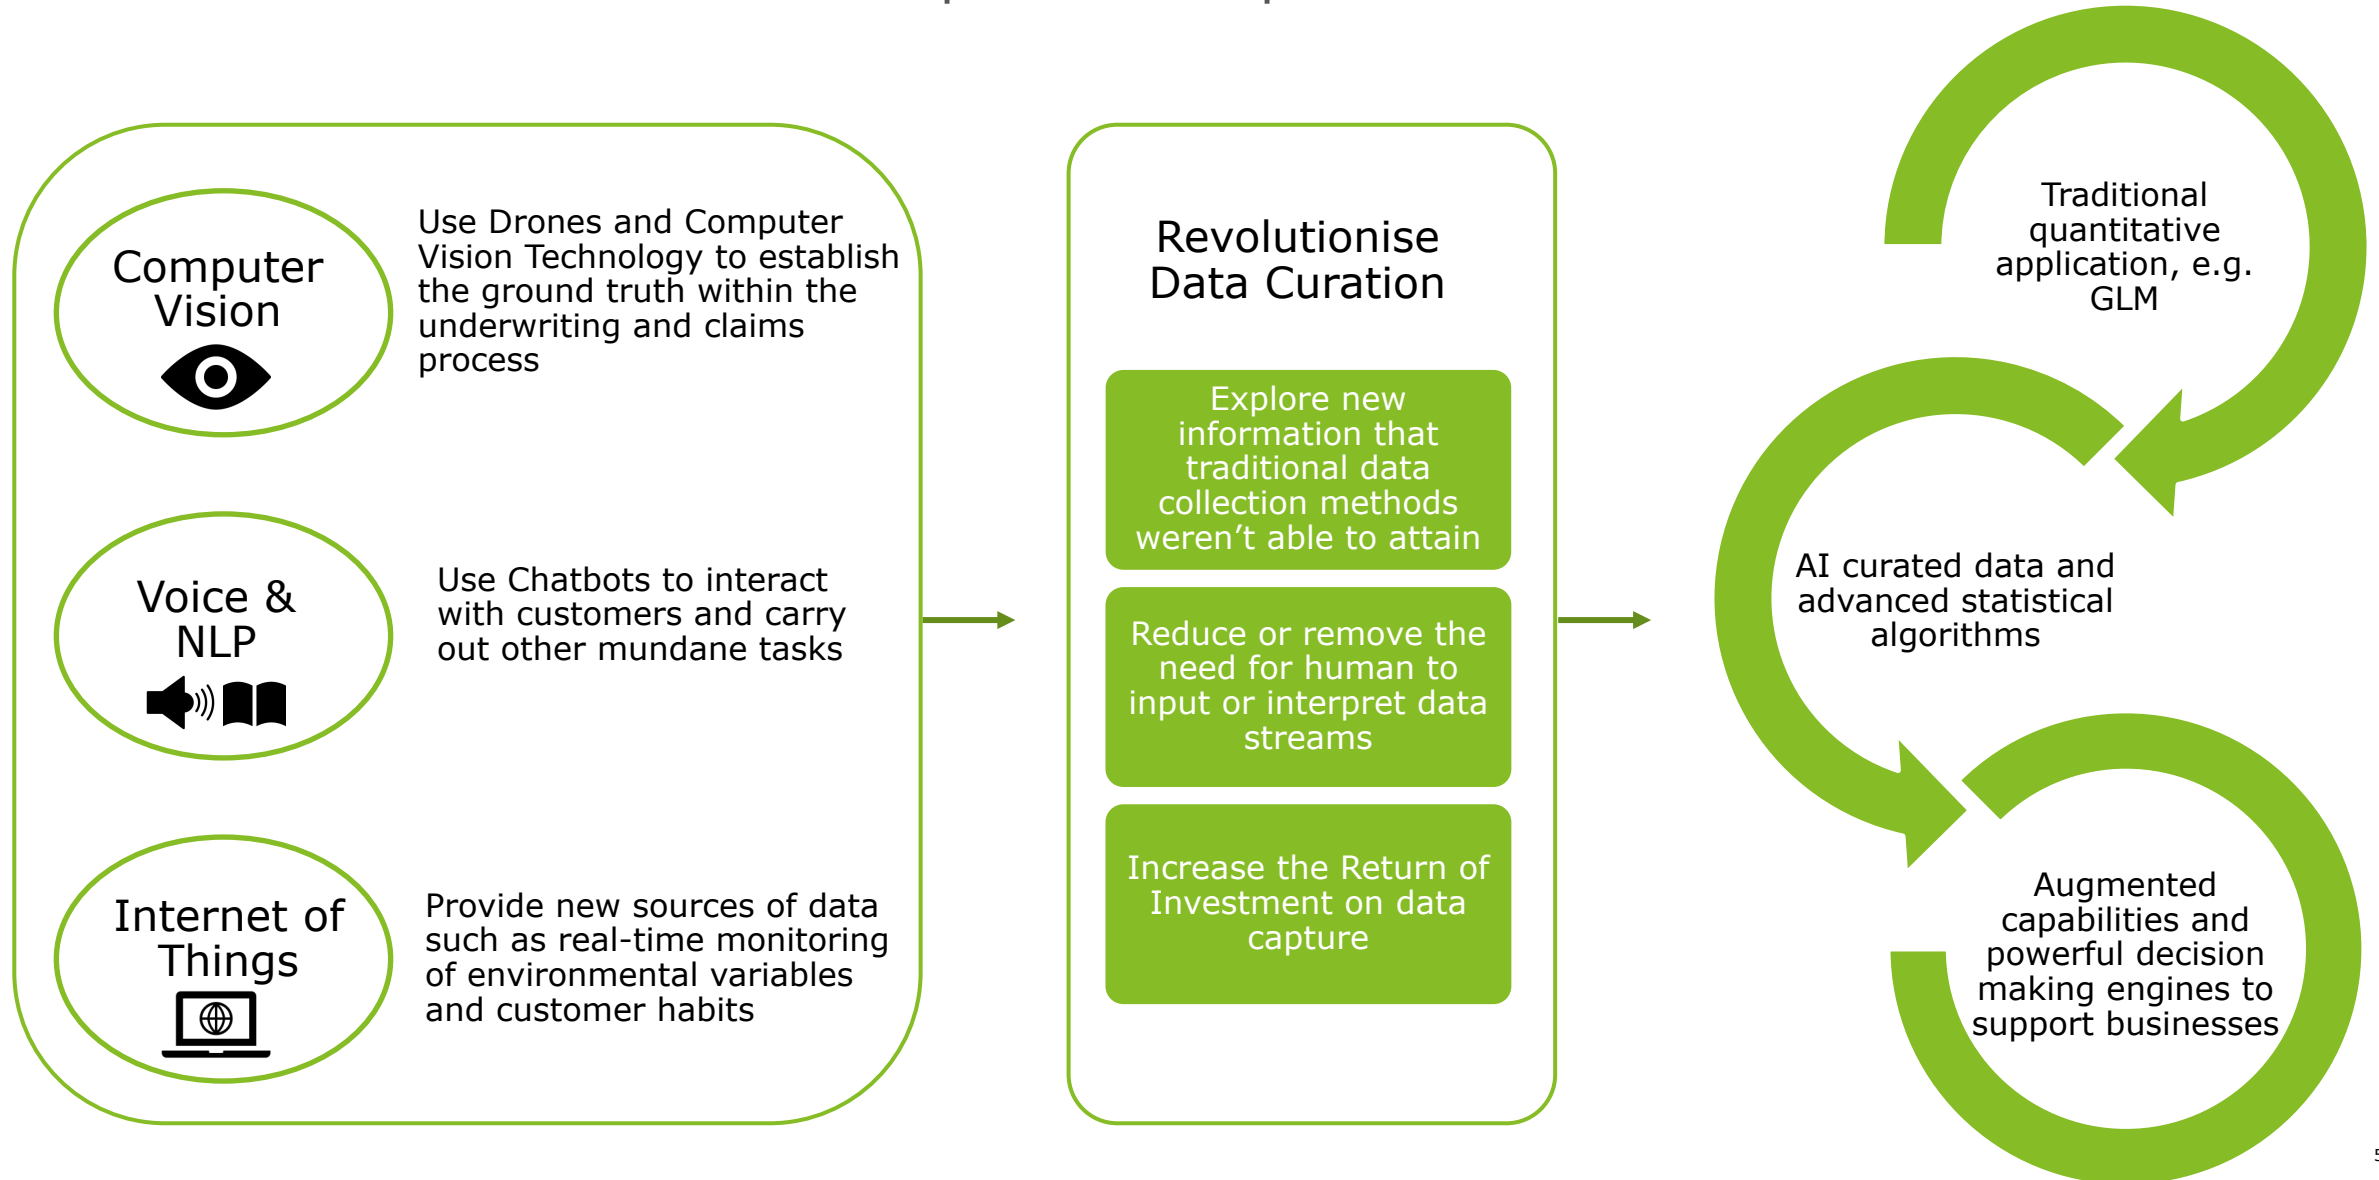 Computer
Vision
Use Drones and Computer
Vision Technology to establish
the ground truth within the
underwriting and claims
process
Voice &
NLP
Use Chatbots to interact
with customers and carry
out other mundane tasks
Internet of
Things
Provide new sources of data
such as real-time monitoring
of environmental variables
and customer habits
Revolutionise
Data Curation
Explore new
information that
traditional data
collection methods
weren’t able to attain
Reduce or remove the
need for human to
input or interpret data
streams
Increase the Return of
Investment on data
capture
Traditional
quantitative
application, e.g.
GLM
AI curated data and
advanced statistical
algorithms
Augmented
capabilities and
powerful decision
making engines to
support businesses